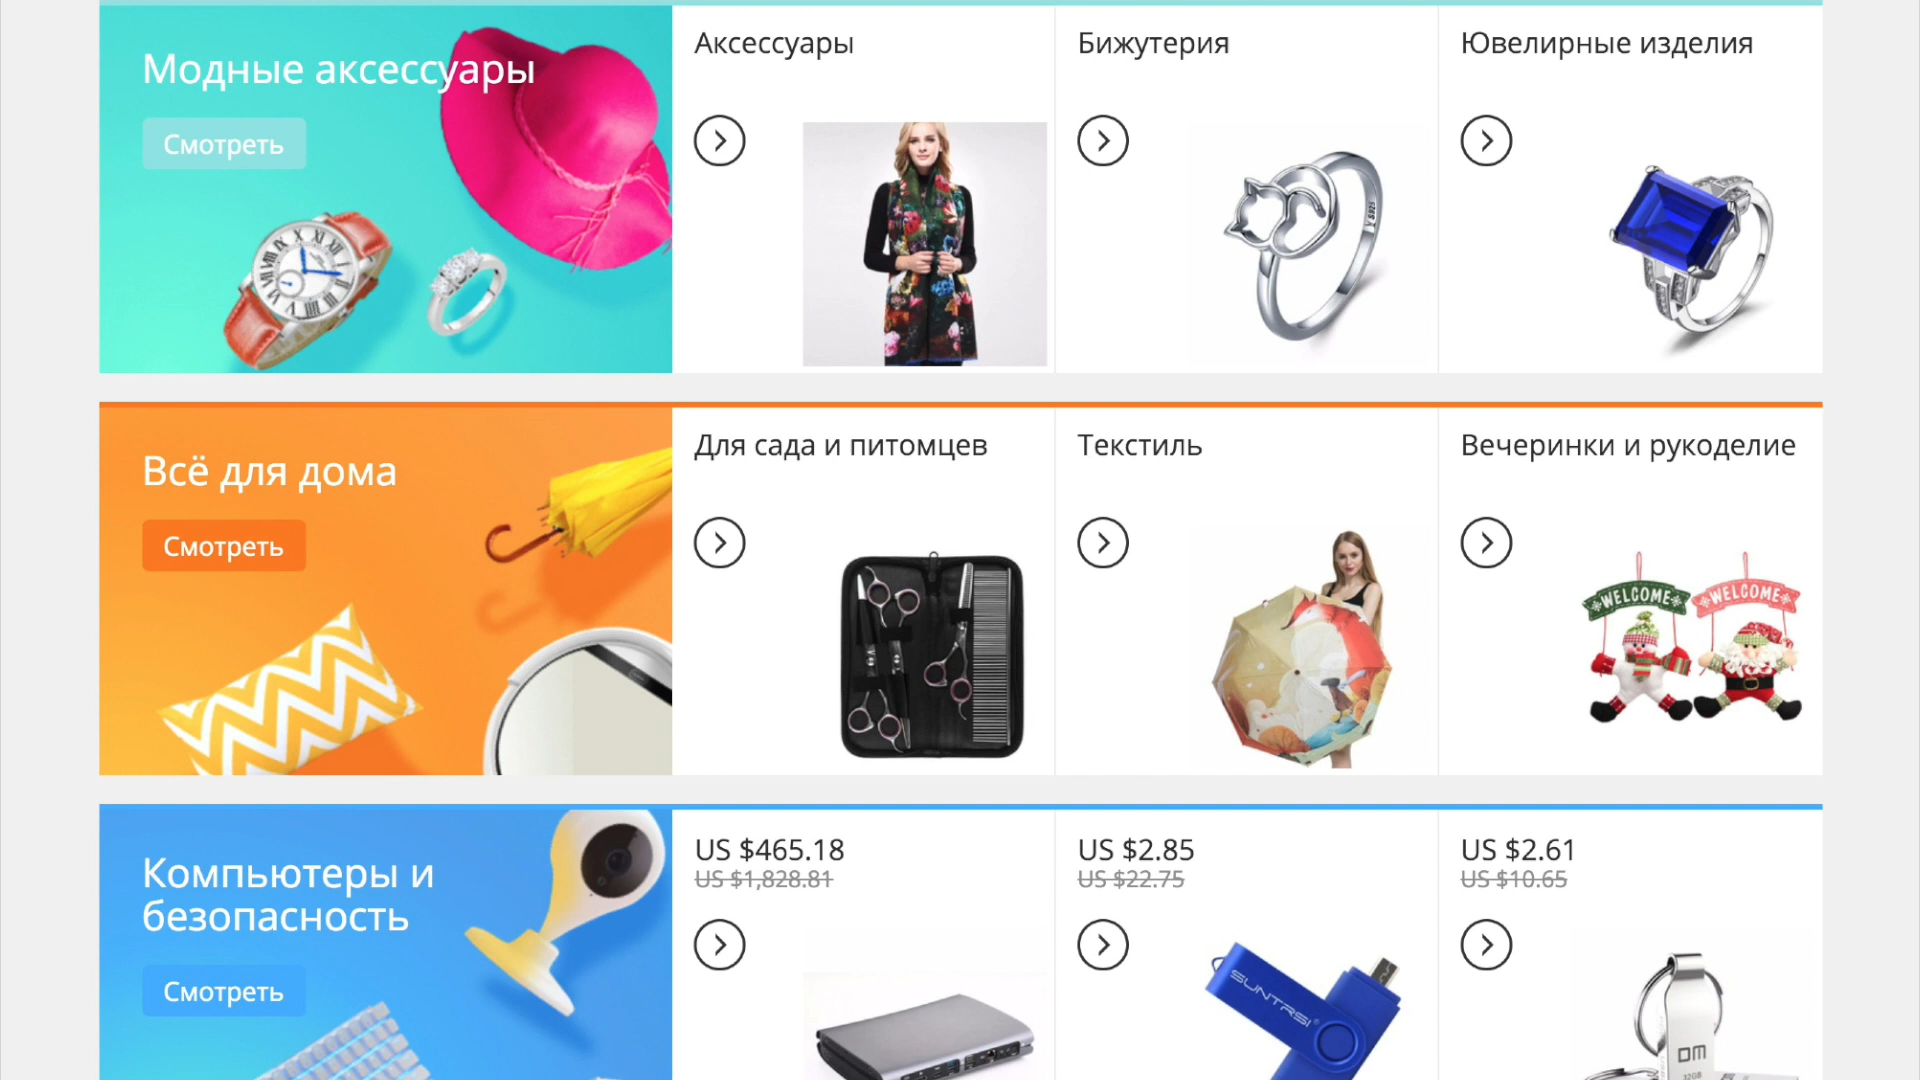 Модные аксессуары
Смотреть
Аксессуары
Бижутерия
Ювелирные изделия
Всё для дома
Смотреть
Для сада и питомцев
Текстиль
Вечеринки и рукоделие
WELCOME
WELCOME
Компьютеры и
безопасность
Смотреть
US $465.18
US $1,828.81
US $2.85
US $22.75
SUNTRSI
US $2.61
US $10.65
DM
32GB